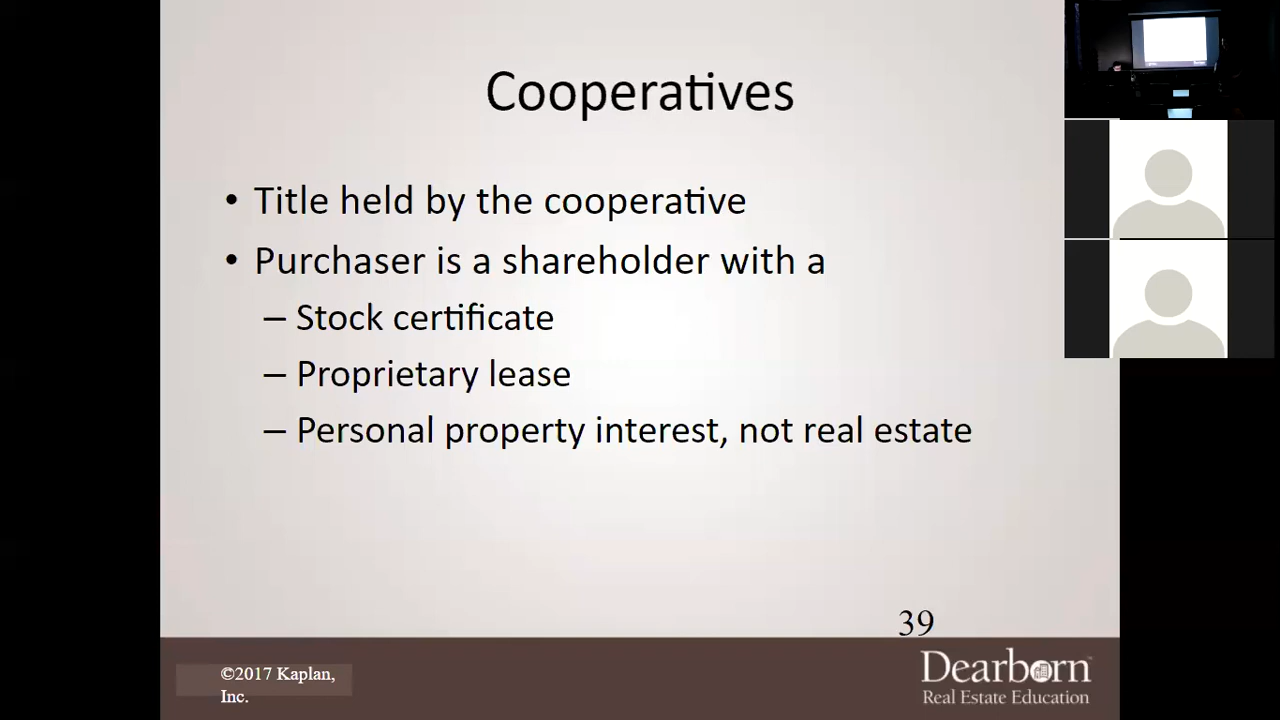 Cooperatives
• Title held by the cooperative
• Purchaser is a shareholder with a
– Stock certificate
– Proprietary lease
– Personal property interest, not real estate
39
©2017 Kaplan,
Inc.
Dearborn
Real Estate Education